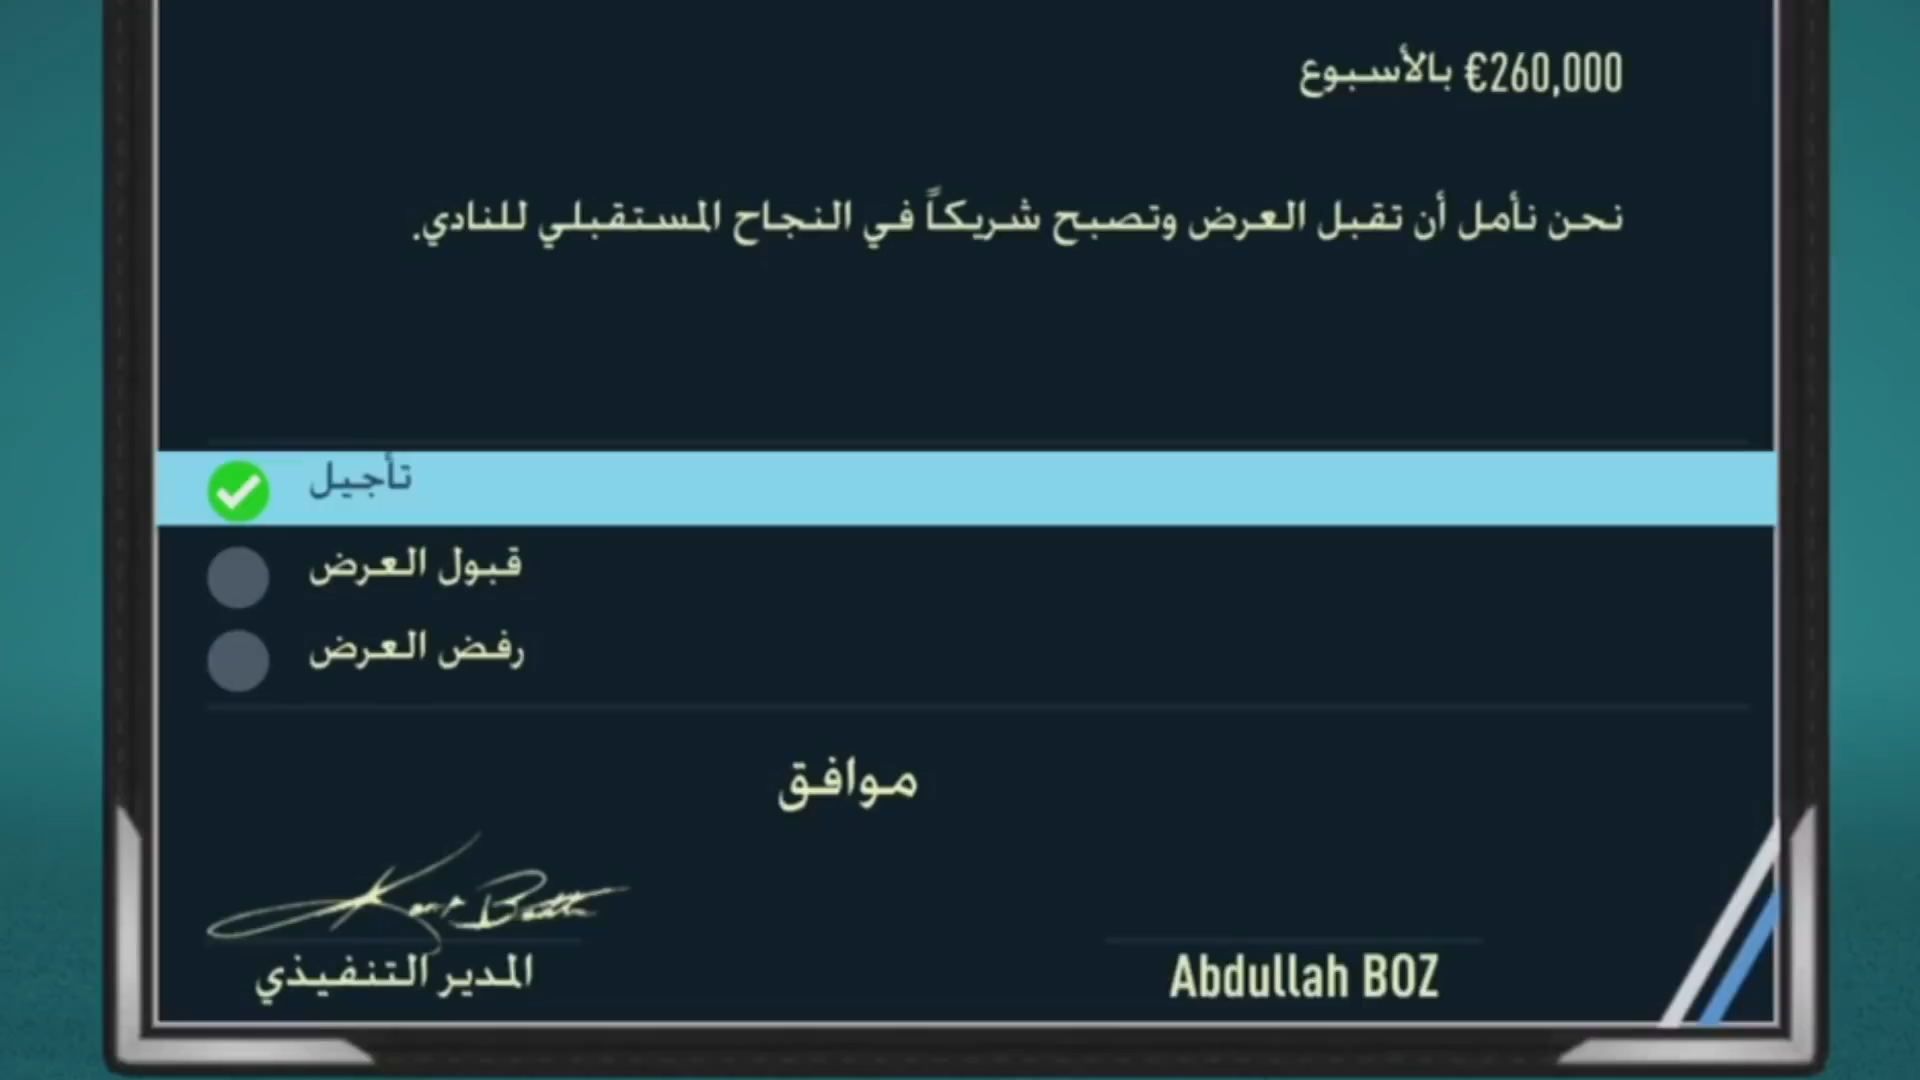 €260,000 بالأسبوع
نحن نأمل أن تقبل العرض وتصبح شريكاً في النجاح المستقبلي للنادي.
تأجيل
قبول العرض
رفض العرض
موافق
المدير التنفيذي
Abdullah BOZ